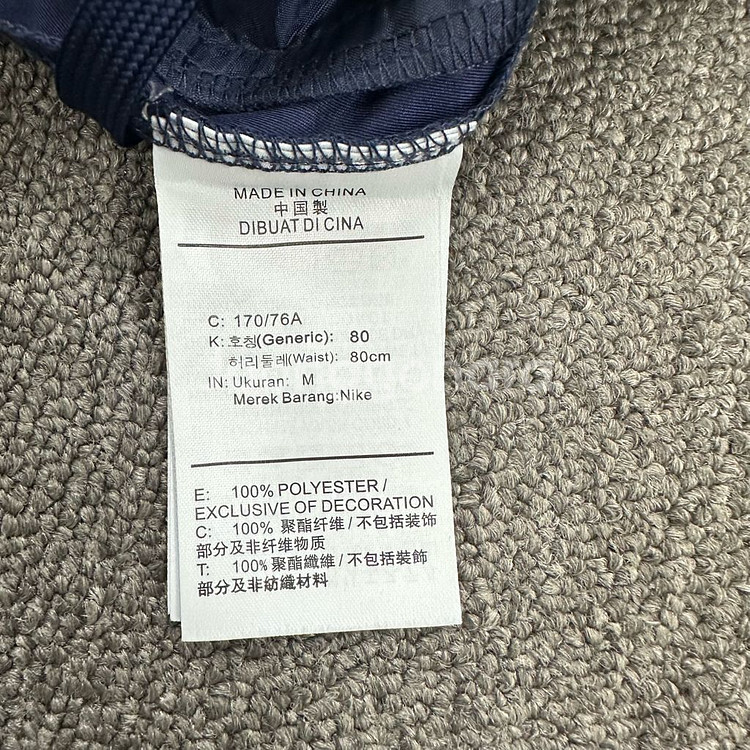 MADE IN CHINA
中国製
DIBUAT DI CINA
C: 170/76A
K: 호칭(Generic): 80
허리둘레(Waist): 80cm
IN: Ukuran: M
Merek Barang:Nike
E: 100% POLYESTER /
EXCLUSIVE OF DECORATION
C: 100% 聚酯纤维 / 不包括装饰
部分及非纤维物质
T: 100% 聚酯纖維 / 不包括裝飾
部分及非紡織材料